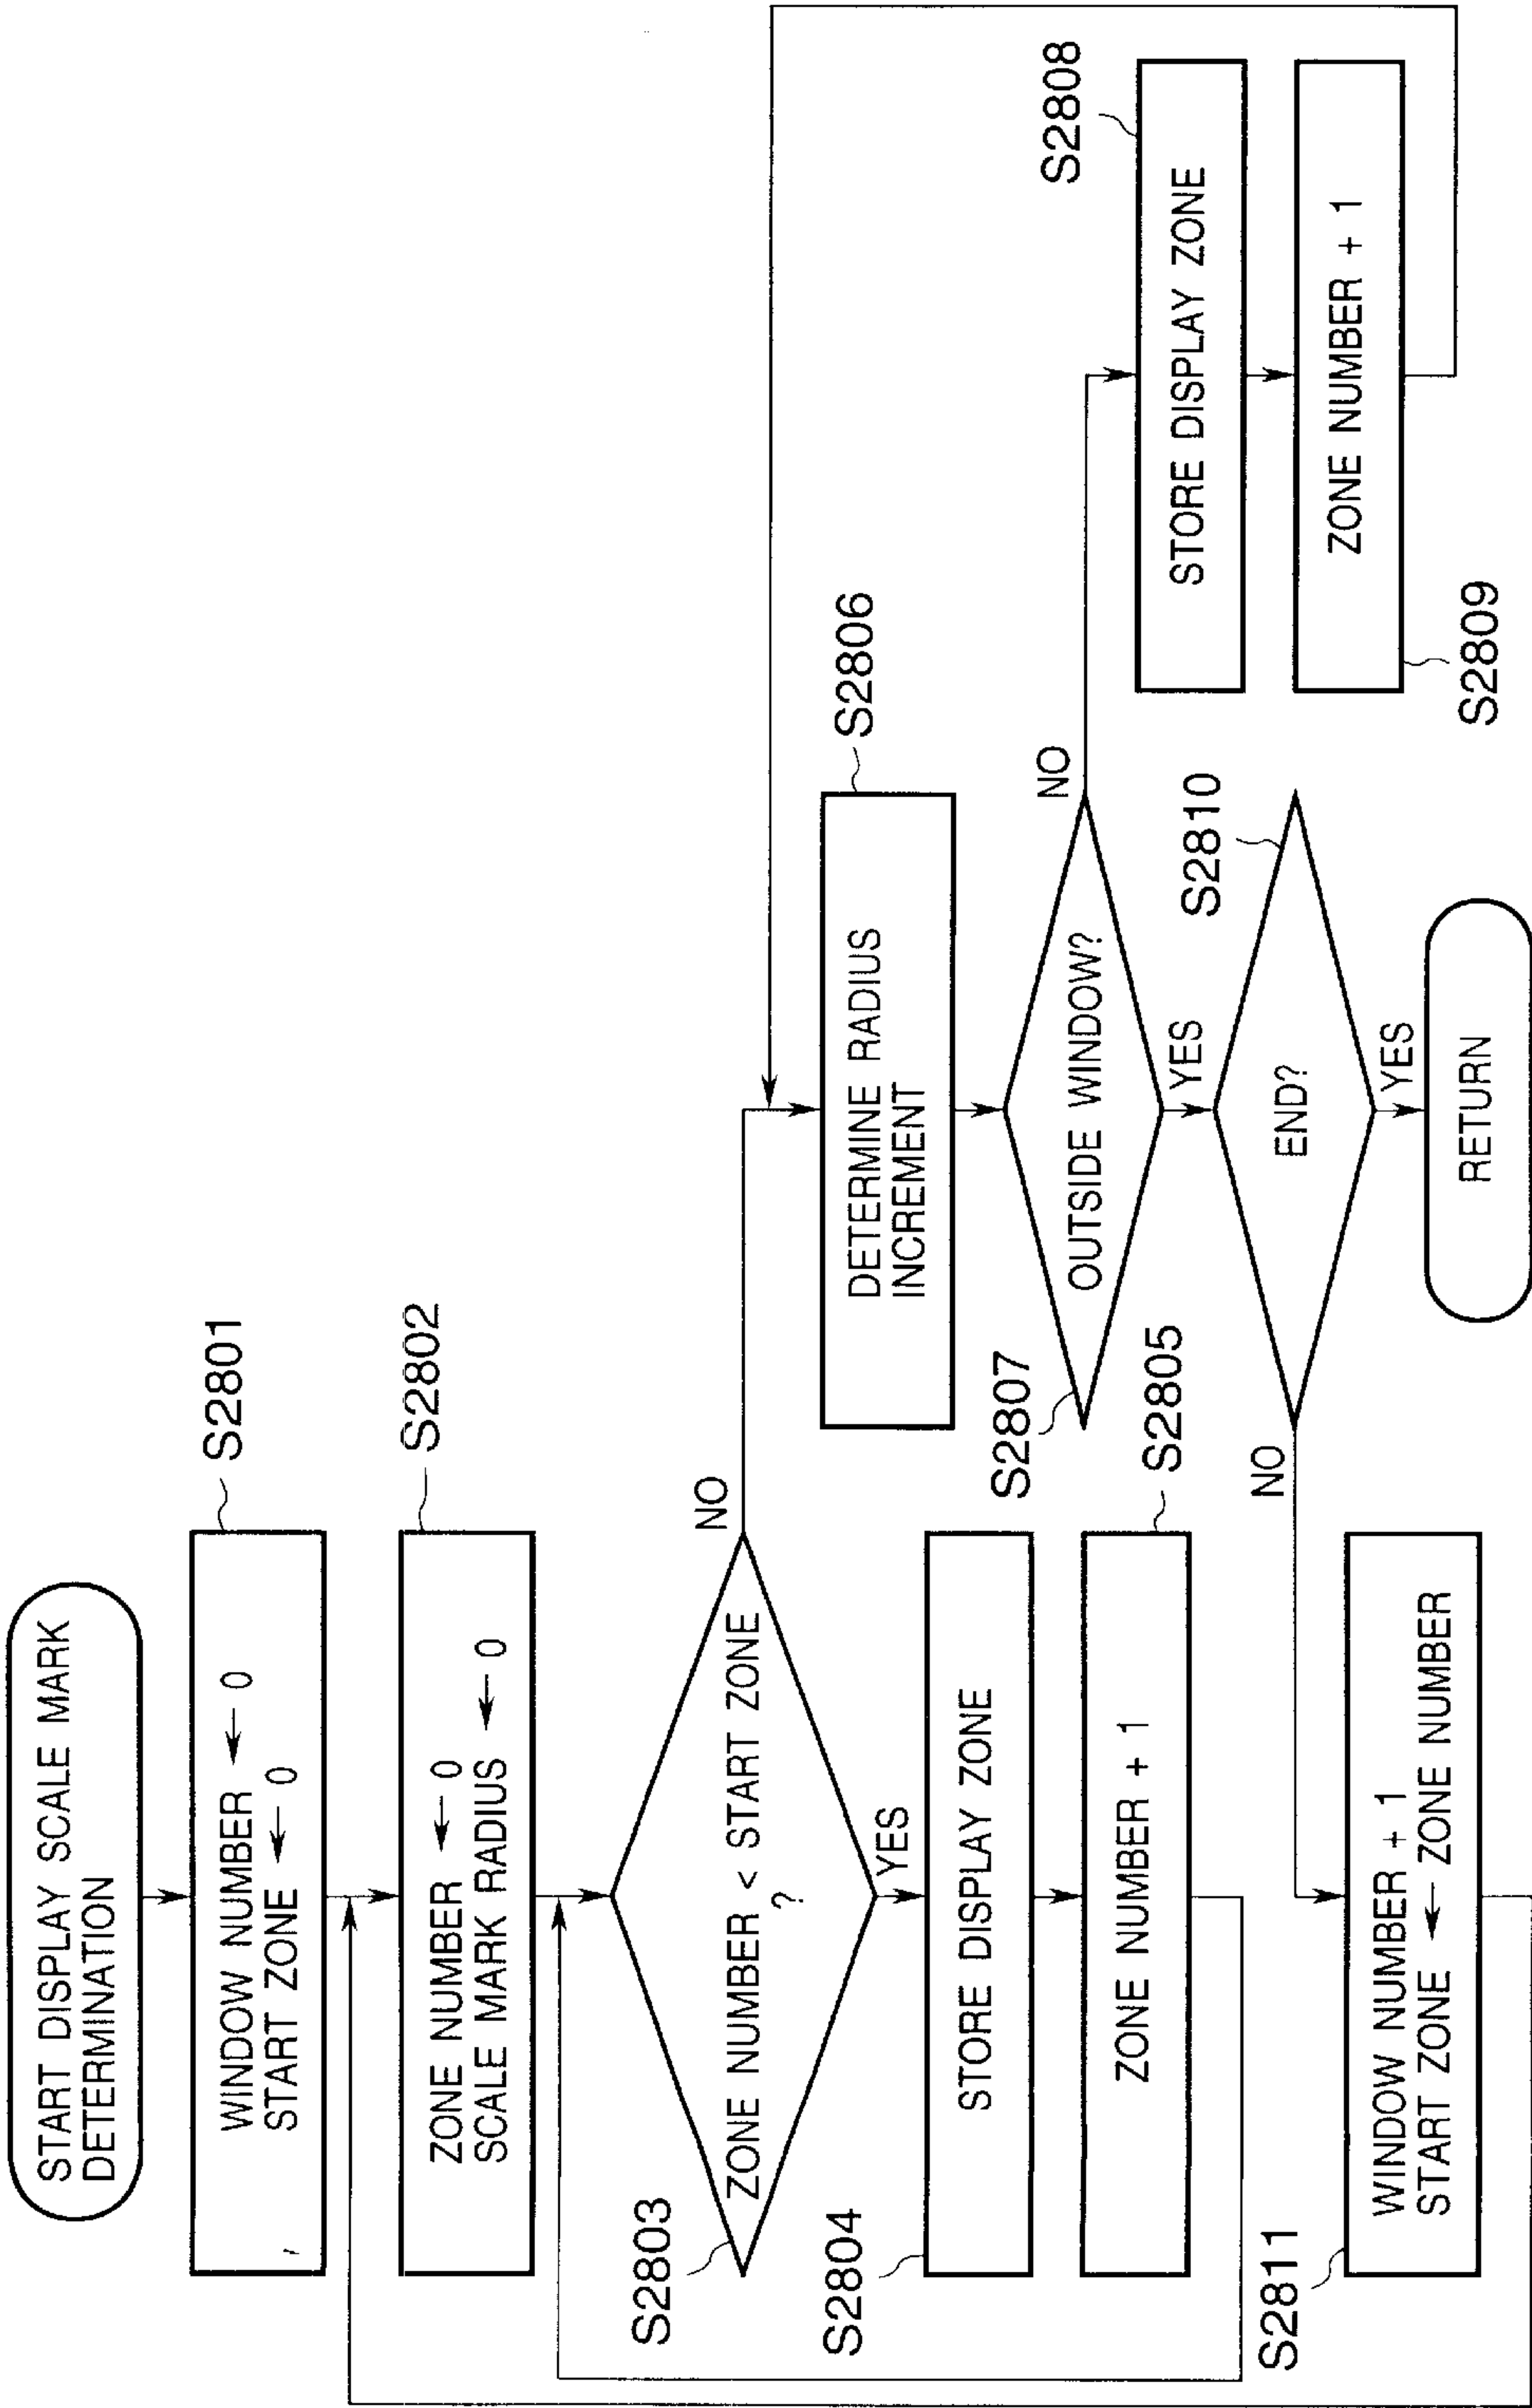 START DISPLAY SCALE MARK
DETERMINATION
S2801
WINDOW NUMBER ← 0
START ZONE ← 0
S2802
ZONE NUMBER ← 0
SCALE MARK RADIUS ← 0
S2803
ZONE NUMBER < START ZONE
?
NO
YES
S2804
STORE DISPLAY ZONE
S2805
ZONE NUMBER + 1
S2806
DETERMINE RADIUS
INCREMENT
S2807
OUTSIDE WINDOW?
NO
YES
S2808
STORE DISPLAY ZONE
ZONE NUMBER + 1
S2809
S2810
END?
NO
YES
S2811
WINDOW NUMBER + 1
START ZONE ← ZONE NUMBER
RETURN